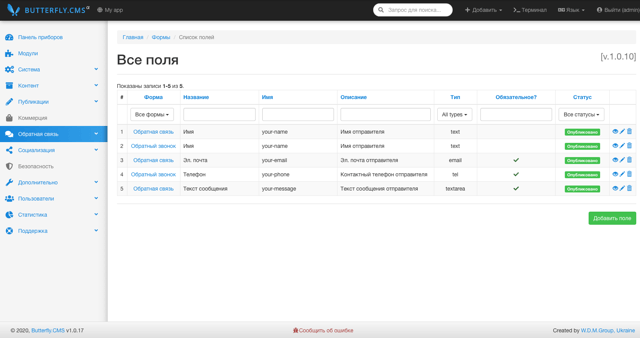 BUTTERFLY.CMS My app Запрос для поиска... Добавить Терминал Язык Выйти (admin)
Панель приборов
Модули
Система
Контент
Публикации
Коммерция
Обратная связь
Социализация
Безопасность
Дополнительно
Пользователи
Статистика
Поддержка
Главная / Формы / Список полей
Все поля [v.1.0.10]
Показаны записи 1-5 из 5.
# Форма Название Имя Описание Тип Обязательное? Статус
Все формы All types Все статусы
1 Обратная связь Имя your-name Имя отправителя text Опубликовано
2 Обратный звонок Имя your-name Имя отправителя text Опубликовано
3 Обратная связь Эл. почта your-email Эл. почта отправителя email Опубликовано
4 Обратный звонок Телефон your-phone Контактный телефон отправителя tel Опубликовано
5 Обратная связь Текст сообщения your-message Текст сообщения отправителя textarea Опубликовано
Добавить поле
© 2020, Butterfly.CMS v1.0.17 Сообщить об ошибке Created by W.D.M.Group, Ukraine